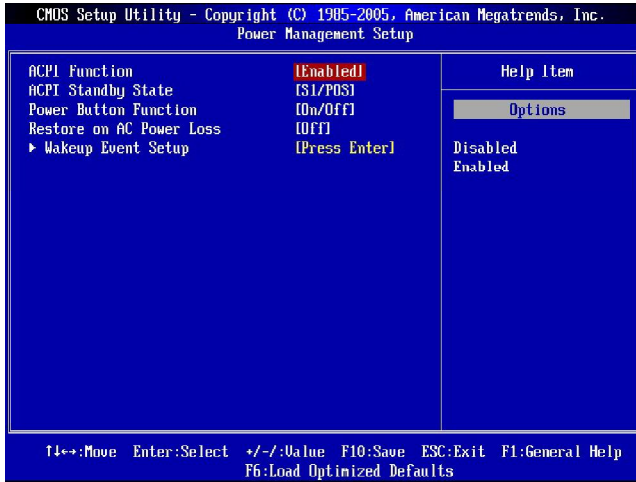 CMOS Setup Utility - Copyright (C) 1985-2005, American Megatrends, Inc.
Power Management Setup
ACPI Function [Enabled]
ACPI Standby State [S1/POS]
Power Button Function [On/Off]
Restore on AC Power Loss [Off]
▶ Wakeup Event Setup [Press Enter]
Help Item
Options
Disabled
Enabled
↑↓←→:Move Enter:Select +/-/:Value F10:Save ESC:Exit F1:General Help
F6:Load Optimized Defaults